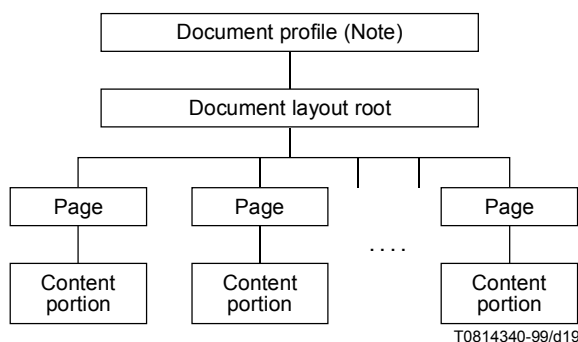 Document profile (Note)
Document layout root
Page Page Page
. . . .
Content Content Content
portion portion portion
T0814340-99/d19